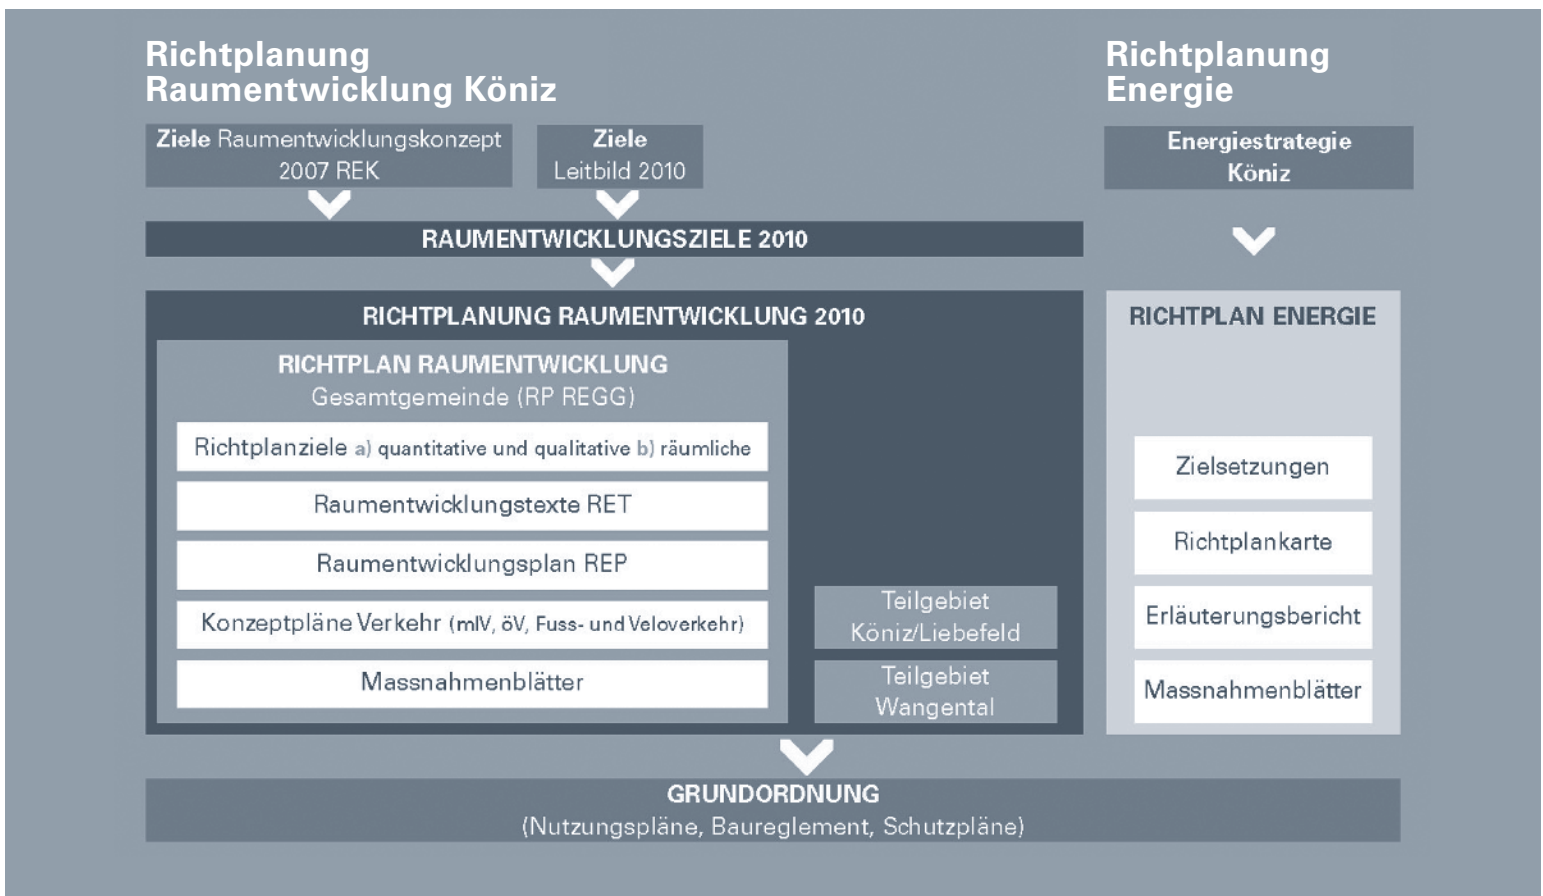 Richtplanung
Raumentwicklung Köniz
Ziele Raumentwicklungskonzept
2007 REK
Ziele
Leitbild 2010
RAUMENTWICKLUNGSZIELE 2010
RICHTPLANUNG RAUMENTWICKLUNG 2010
RICHTPLAN RAUMENTWICKLUNG
Gesamtgemeinde (RP REGG)
Richtplanziele a) quantitative und qualitative b) räumliche
Raumentwicklungstexte RET
Raumentwicklungsplan REP
Konzeptpläne Verkehr (mIV, öV, Fuss- und Veloverkehr)
Massnahmenblätter
Teilgebiet
Köniz/Liebefeld
Teilgebiet
Wangental
Richtplanung
Energie
Energiestrategie
Köniz
RICHTPLAN ENERGIE
Zielsetzungen
Richtplankarte
Erläuterungsbericht
Massnahmenblätter
GRUNDORDNUNG
(Nutzungspläne, Baureglement, Schutzpläne)